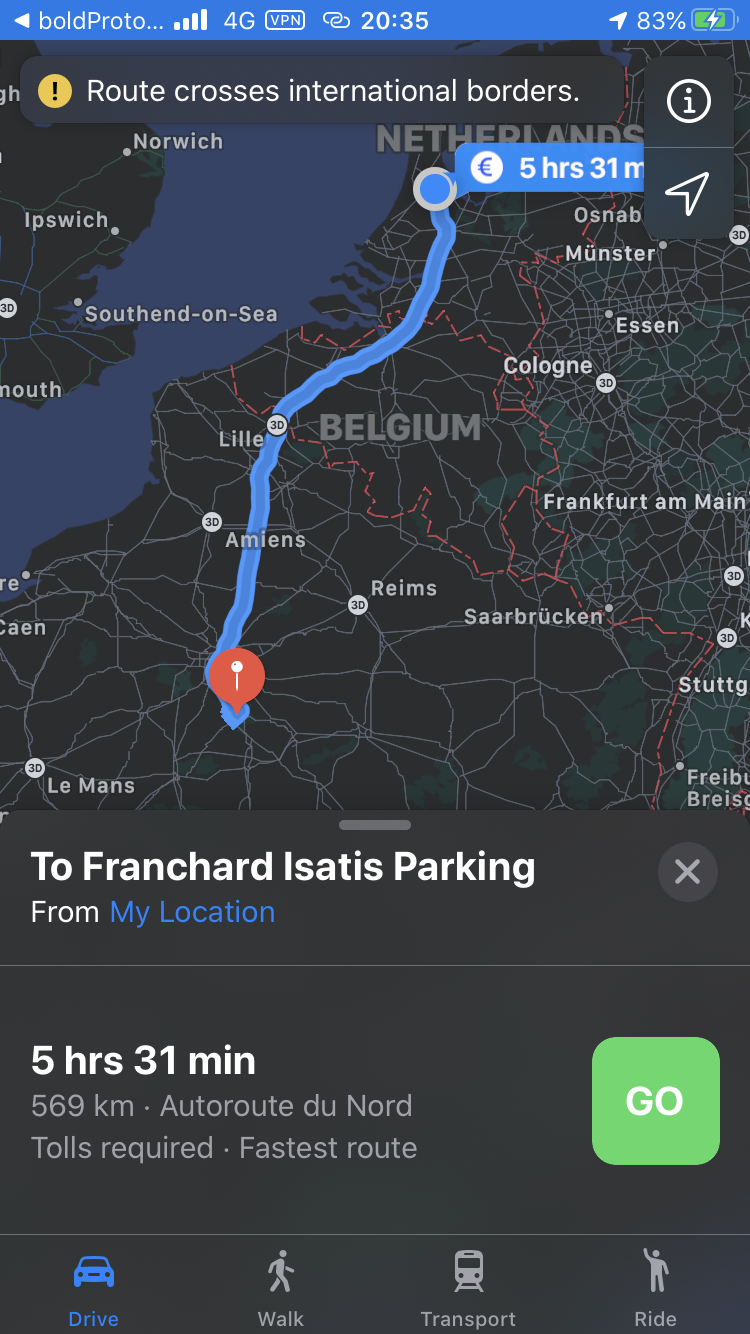 boldProto... 4G VPN 20:35 83%
Route crosses international borders.
Norwich
NETHERLANDS
€ 5 hrs 31 m
Ipswich
Osnab
Münster
3D
3D
Southend-on-Sea
Essen
Cologne
3D
mouth
3D
BELGIUM
Lille
Frankfurt am Main
3D
Amiens
3D
Reims
3D
Saarbrücken
Caen
3D
Stuttg
3D
Le Mans
Freibu
Breisg
To Franchard Isatis Parking
From My Location
5 hrs 31 min
569 km · Autoroute du Nord
GO
Tolls required · Fastest route
Drive
Walk
Transport
Ride